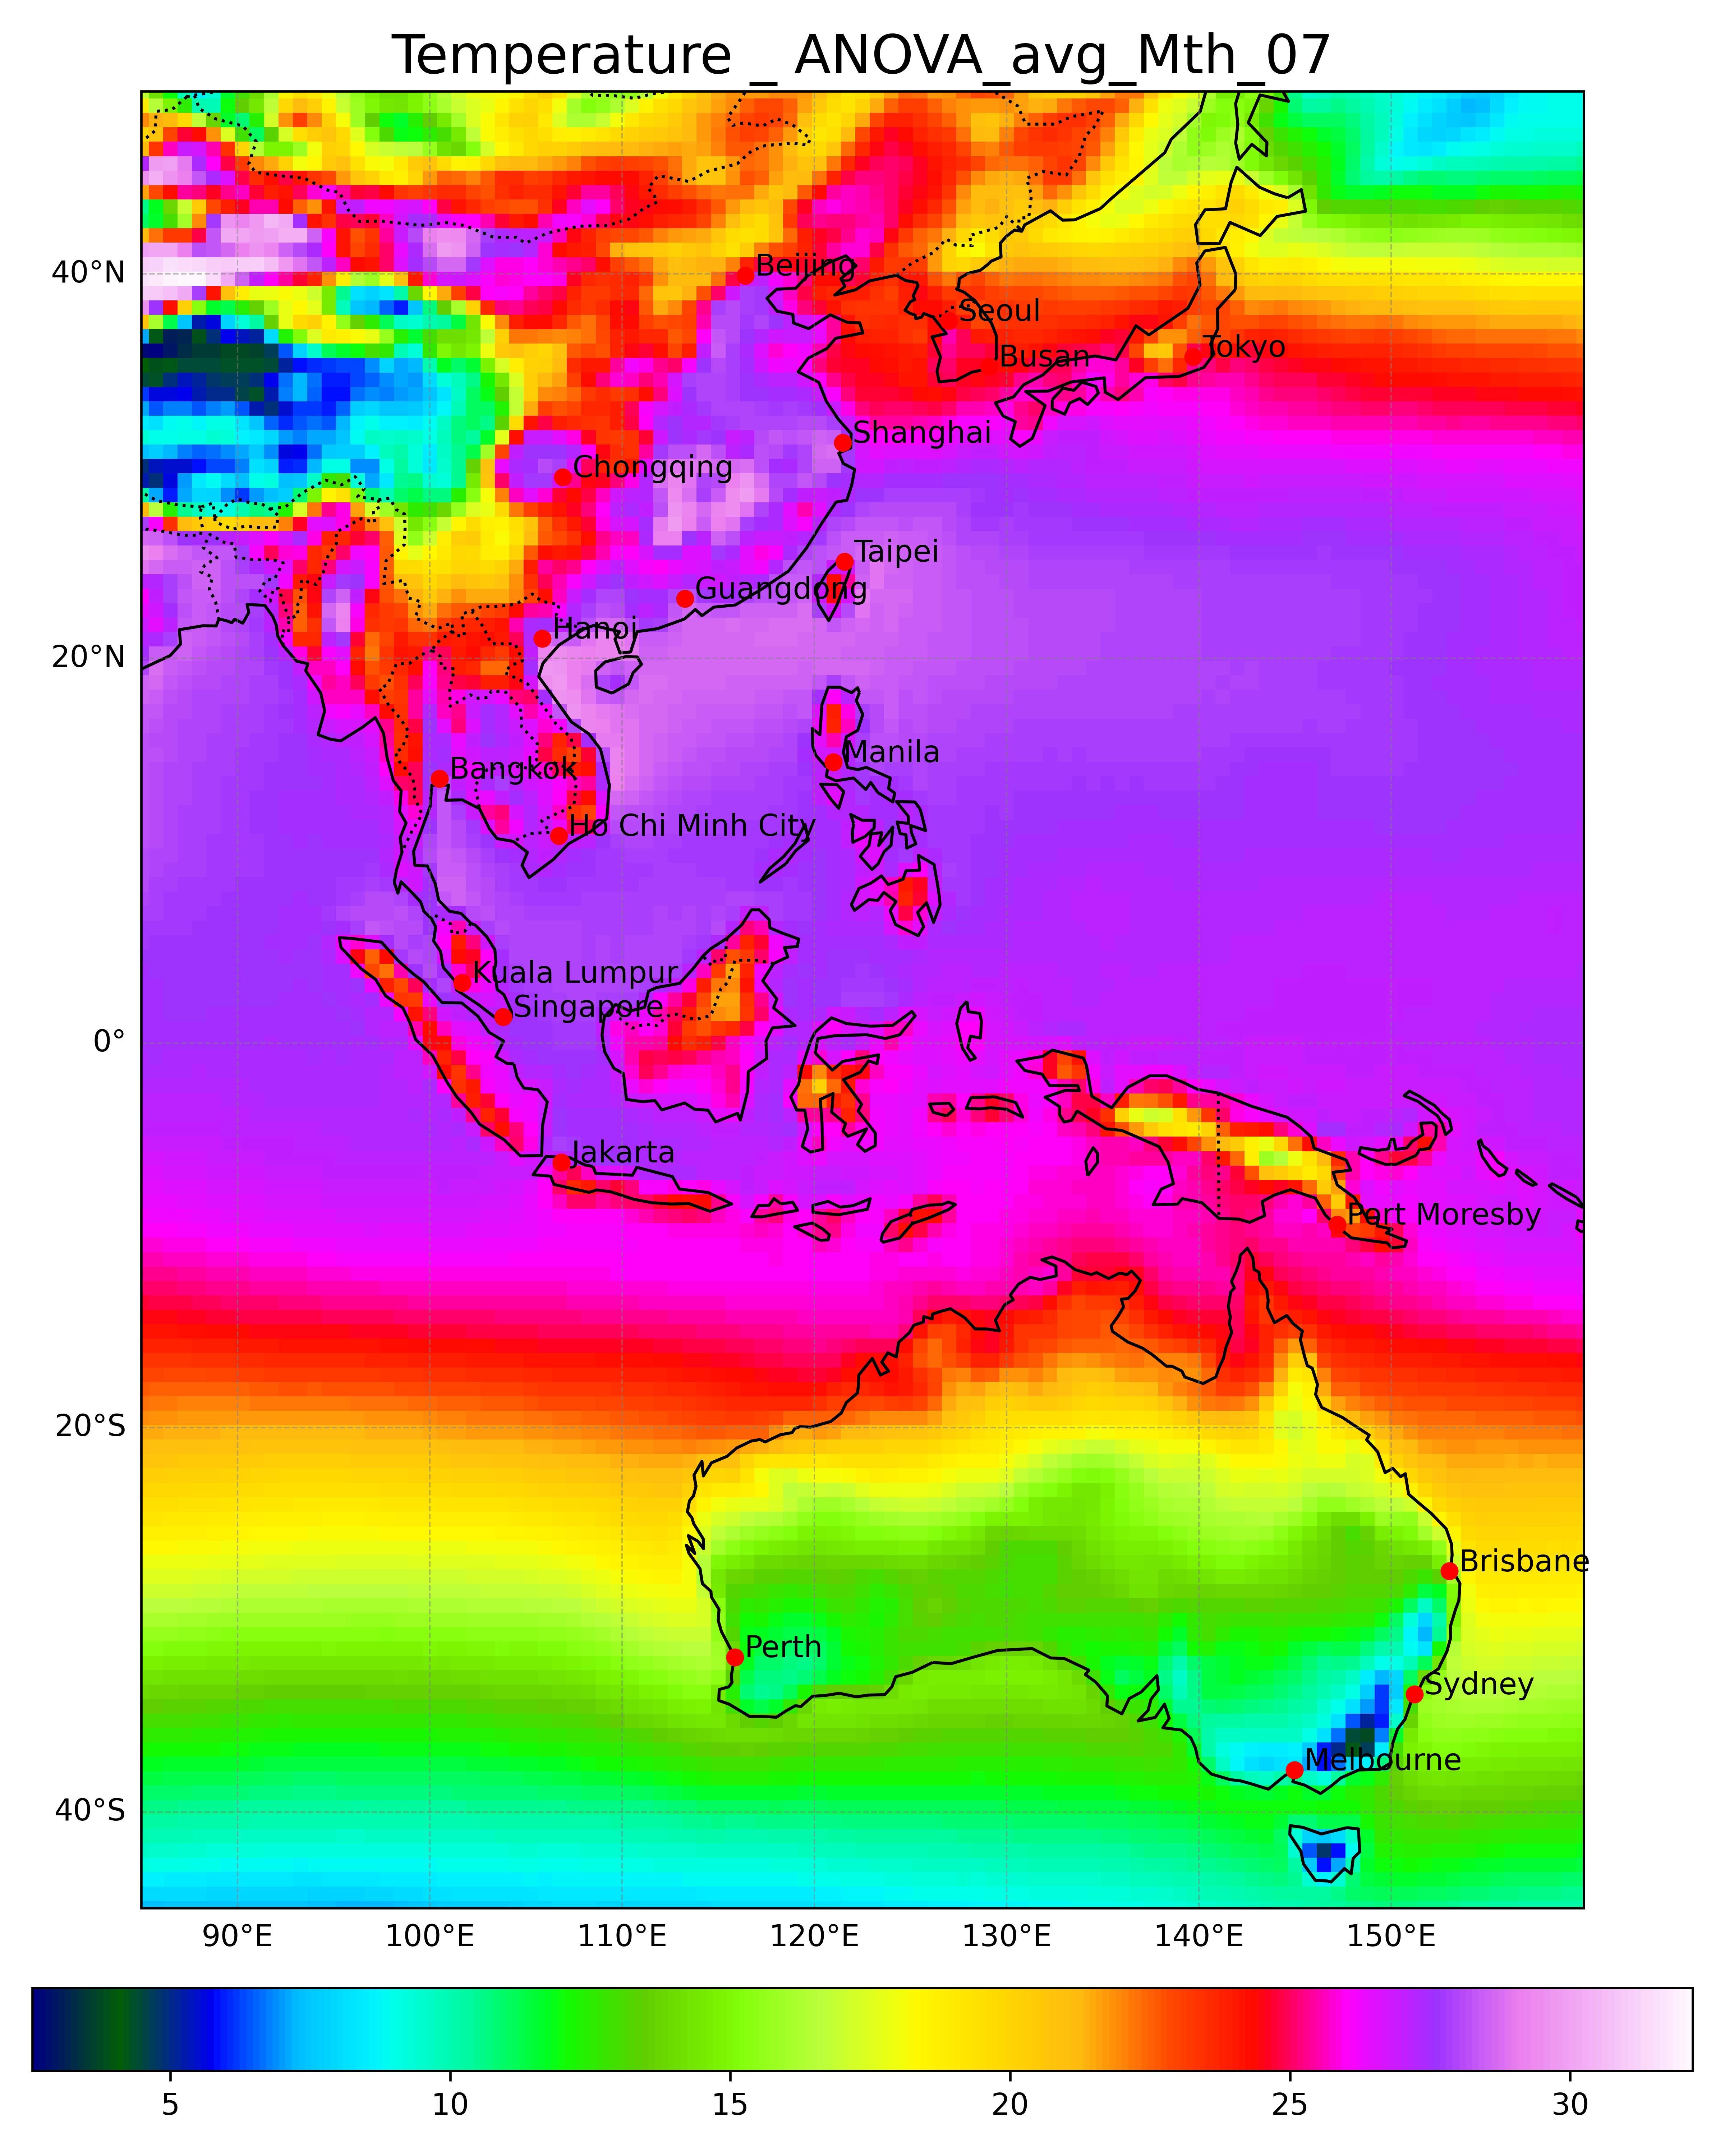 Temperature _ ANOVA_avg_Mth_07
40°N
20°N
0°
20°S
40°S
Beijing
Seoul
Busan
Tokyo
Shanghai
Chongqing
Taipei
Guangdong
Hanoi
Manila
Bangkok
Ho Chi Minh City
Kuala Lumpur
Singapore
Jakarta
Port Moresby
Brisbane
Perth
Sydney
Melbourne
90°E 100°E 110°E 120°E 130°E 140°E 150°E
5 10 15 20 25 30